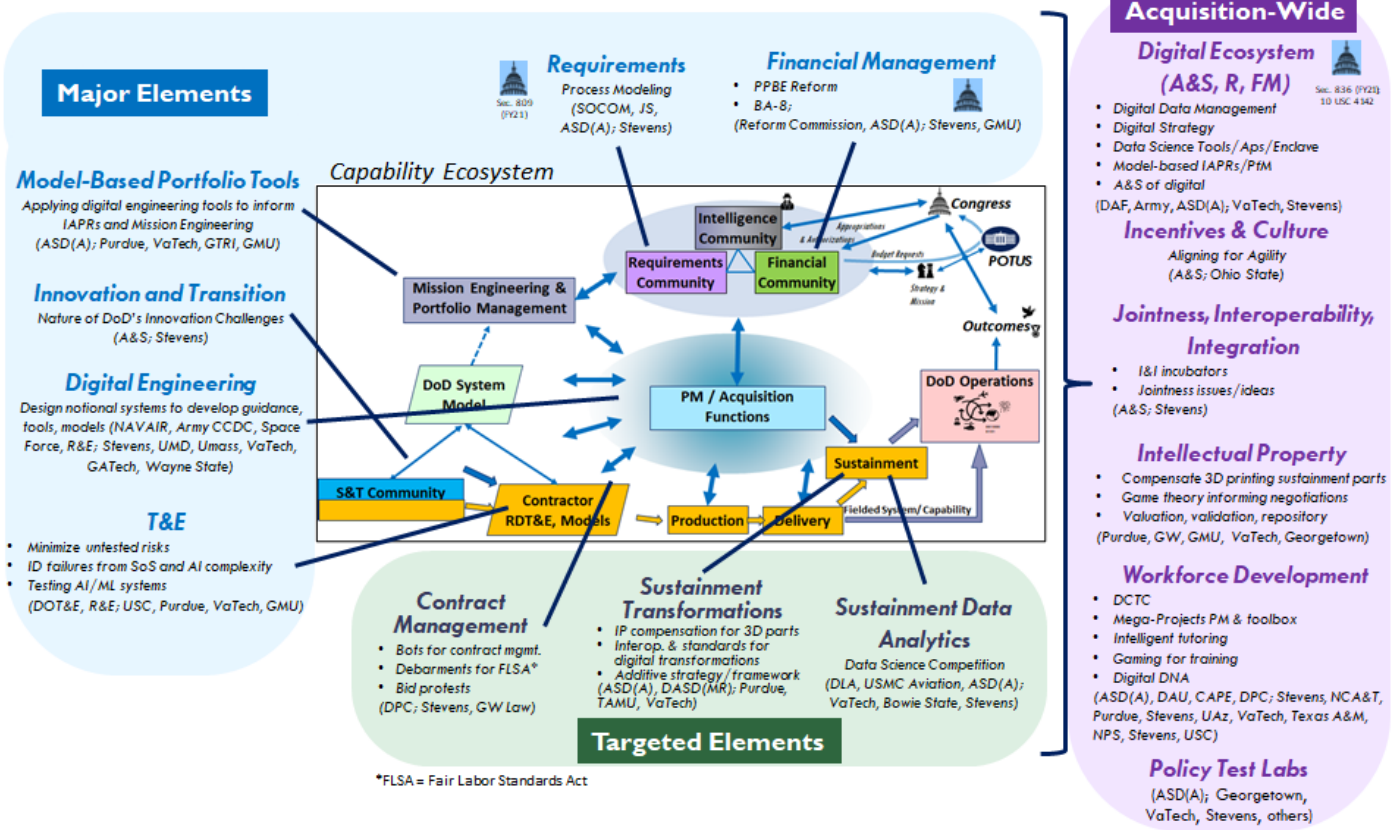 Major Elements
Sec. 809
(FY21)
Requirements
Process Modeling
(SOCOM, JS,
ASD(A); Stevens)
Financial Management
• PPBE Reform
• BA-8;
(Reform Commission, ASD(A); Stevens, GMU)
Model-Based Portfolio Tools
Applying digital engineering tools to inform
IAPRs and Mission Engineering
(ASD(A); Purdue, VaTech, GTRI, GMU)
Innovation and Transition
Nature of DoD's Innovation Challenges
(A&S; Stevens)
Digital Engineering
Design notional systems to develop guidance,
tools, models (NAVAIR, Army CCDC, Space
Force, R&E; Stevens, UMD, Umass, VaTech,
GATech, Wayne State)
T&E
• Minimize untested risks
• ID failures from SoS and AI complexity
• Testing AI/ML systems
(DOT&E, R&E; USC, Purdue, VaTech, GMU)
Capability Ecosystem
Intelligence
Community
Requirements
Community
Financial
Community
Congress
Appropriations
& Authorizations
Budget Requests
POTUS
Strategy &
Mission
Outcomes
Mission Engineering &
Portfolio Management
DoD System
Model
PM / Acquisition
Functions
DoD Operations
S&T Community
Contractor
RDT&E, Models
Production
Delivery
Sustainment
Fielded System/ Capability
Contract
Management
• Bots for contract mgmt.
• Debarments for FLSA*
• Bid protests
(DPC; Stevens, GW Law)
Sustainment
Transformations
• IP compensation for 3D parts
• Interop. & standards for
digital transformations
• Additive strategy/framework
(ASD(A), DASD(MR); Purdue,
TAMU, VaTech)
Sustainment Data
Analytics
Data Science Competition
(DLA, USMC Aviation, ASD(A);
VaTech, Bowie State, Stevens)
Targeted Elements
*FLSA = Fair Labor Standards Act
Acquisition-Wide
Digital Ecosystem
(A&S, R, FM)
Sec. 836 (FY21);
10 USC 4142
• Digital Data Management
• Digital Strategy
• Data Science Tools/Aps/Enclave
• Model-based IAPRs/PfM
• A&S of digital
(DAF, Army, ASD(A); VaTech, Stevens)
Incentives & Culture
Aligning for Agility
(A&S; Ohio State)
Jointness, Interoperability,
Integration
• I&I incubators
• Jointness issues/ideas
(A&S; Stevens)
Intellectual Property
• Compensate 3D printing sustainment parts
• Game theory informing negotiations
• Valuation, validation, repository
(Purdue, GW, GMU, VaTech, Georgetown)
Workforce Development
• DCTC
• Mega-Projects PM & toolbox
• Intelligent tutoring
• Gaming for training
• Digital DNA
(ASD(A), DAU, CAPE, DPC; Stevens, NCA&T,
Purdue, Stevens, UAz, VaTech, Texas A&M,
NPS, Stevens, USC)
Policy Test Labs
(ASD(A); Georgetown,
VaTech, Stevens, others)